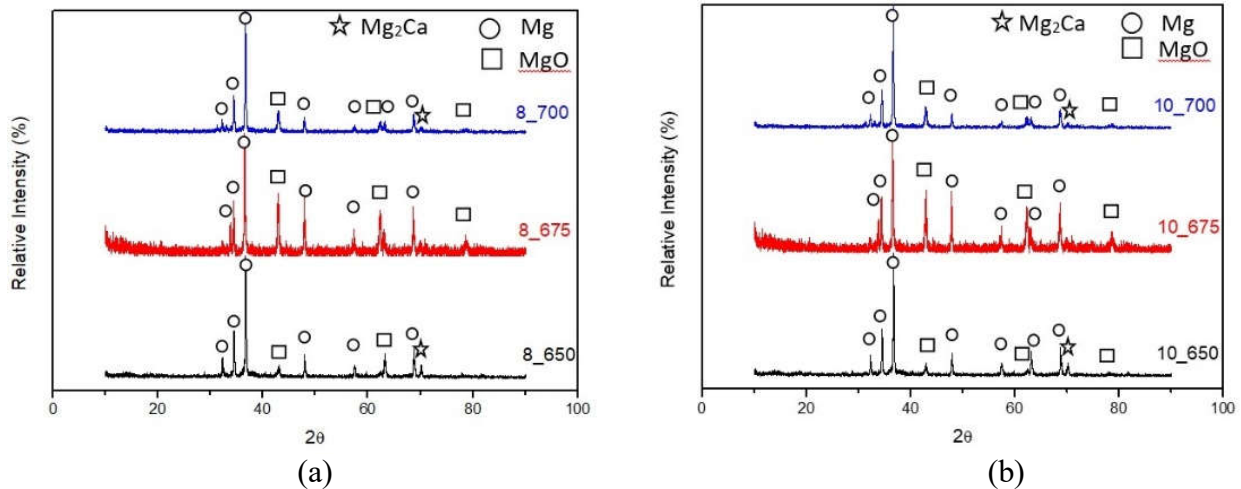 Mg₂Ca
Mg
MgO
8_700
8_675
8_650
Relative Intensity (%)
0 20 40 60 80 100
2θ
(a)
Mg₂Ca
Mg
MgO
10_700
10_675
10_650
Relative Intensity (%)
0 20 40 60 80 100
2θ
(b)